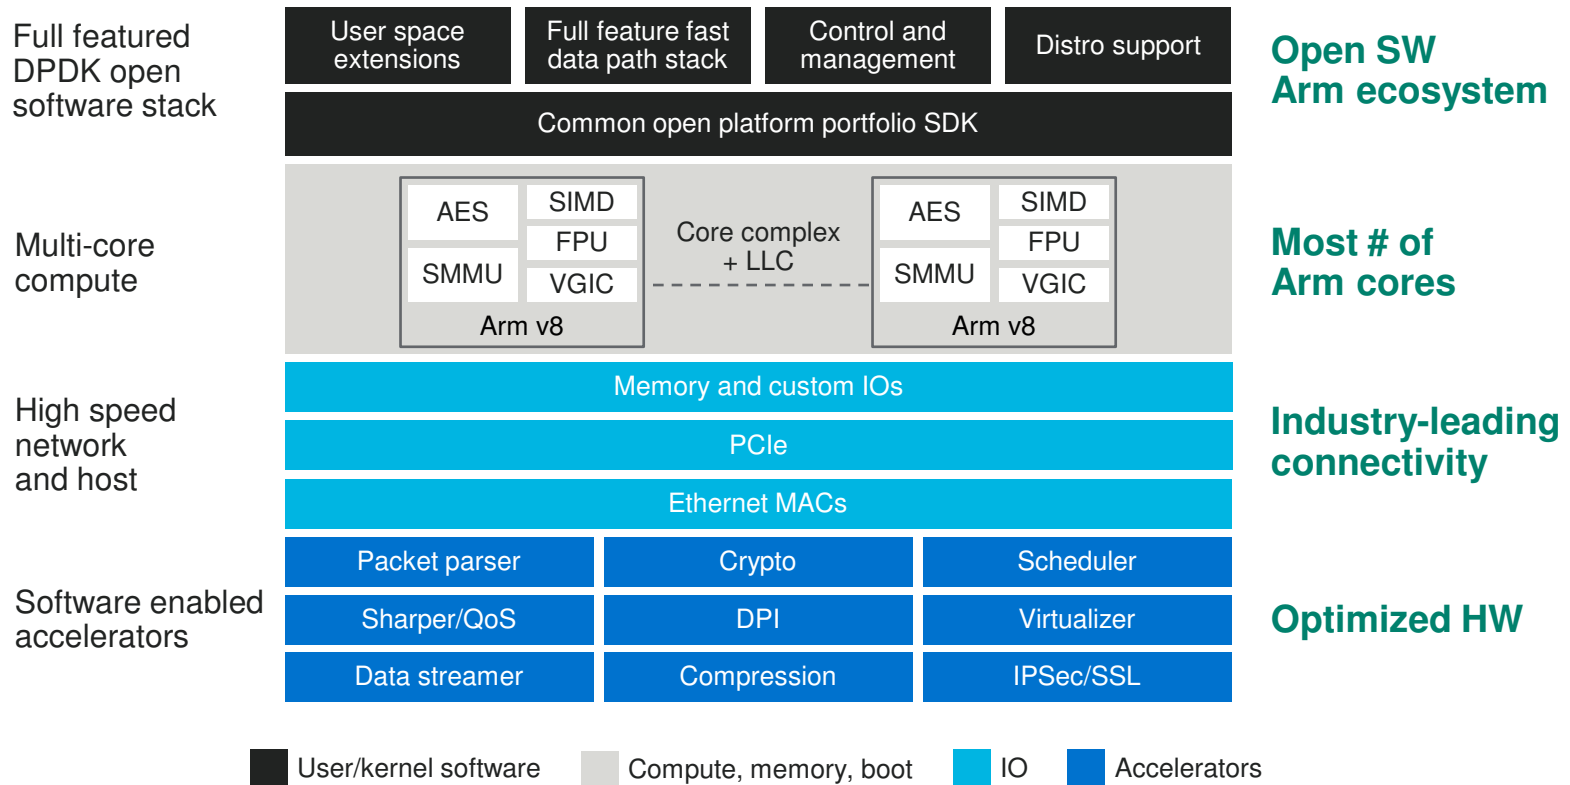 Full featured
DPDK open
software stack
User space
extensions
Full feature fast
data path stack
Control and
management
Distro support
Common open platform portfolio SDK
Open SW
Arm ecosystem
Multi-core
compute
AES
SMMU
SIMD
FPU
VGIC
Arm v8
Core complex
+ LLC
AES
SMMU
SIMD
FPU
VGIC
Arm v8
Most # of
Arm cores
High speed
network
and host
Memory and custom IOs
PCIe
Ethernet MACs
Industry-leading
connectivity
Software enabled
accelerators
Packet parser
Crypto
Scheduler
Sharper/QoS
DPI
Virtualizer
Data streamer
Compression
IPSec/SSL
Optimized HW
User/kernel software
Compute, memory, boot
IO
Accelerators